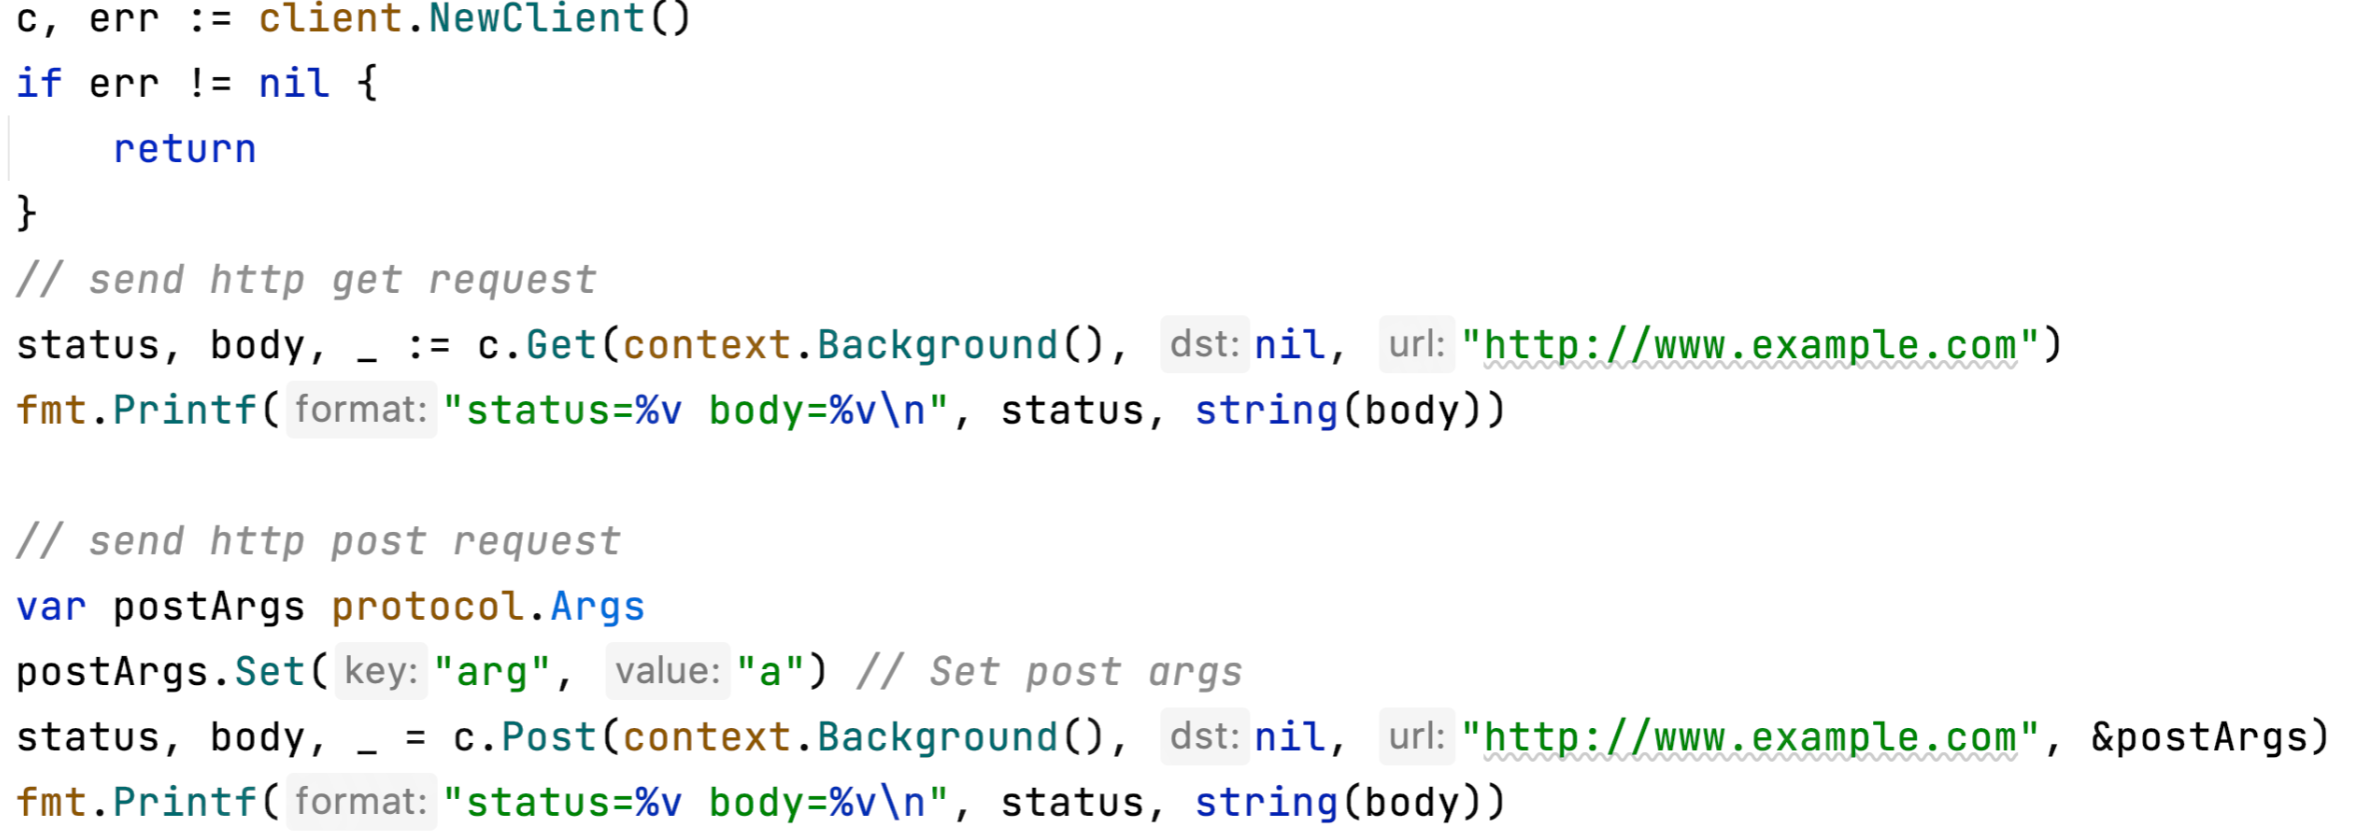 c, err := client.NewClient()
if err != nil {
    return
}
// send http get request
status, body, _ := c.Get(context.Background(), dst: nil, url: "http://www.example.com")
fmt.Printf( format: "status=%v body=%v\n", status, string(body))

// send http post request
var postArgs protocol.Args
postArgs.Set( key: "arg", value: "a") // Set post args
status, body, _ = c.Post(context.Background(), dst: nil, url: "http://www.example.com", &postArgs)
fmt.Printf( format: "status=%v body=%v\n", status, string(body))